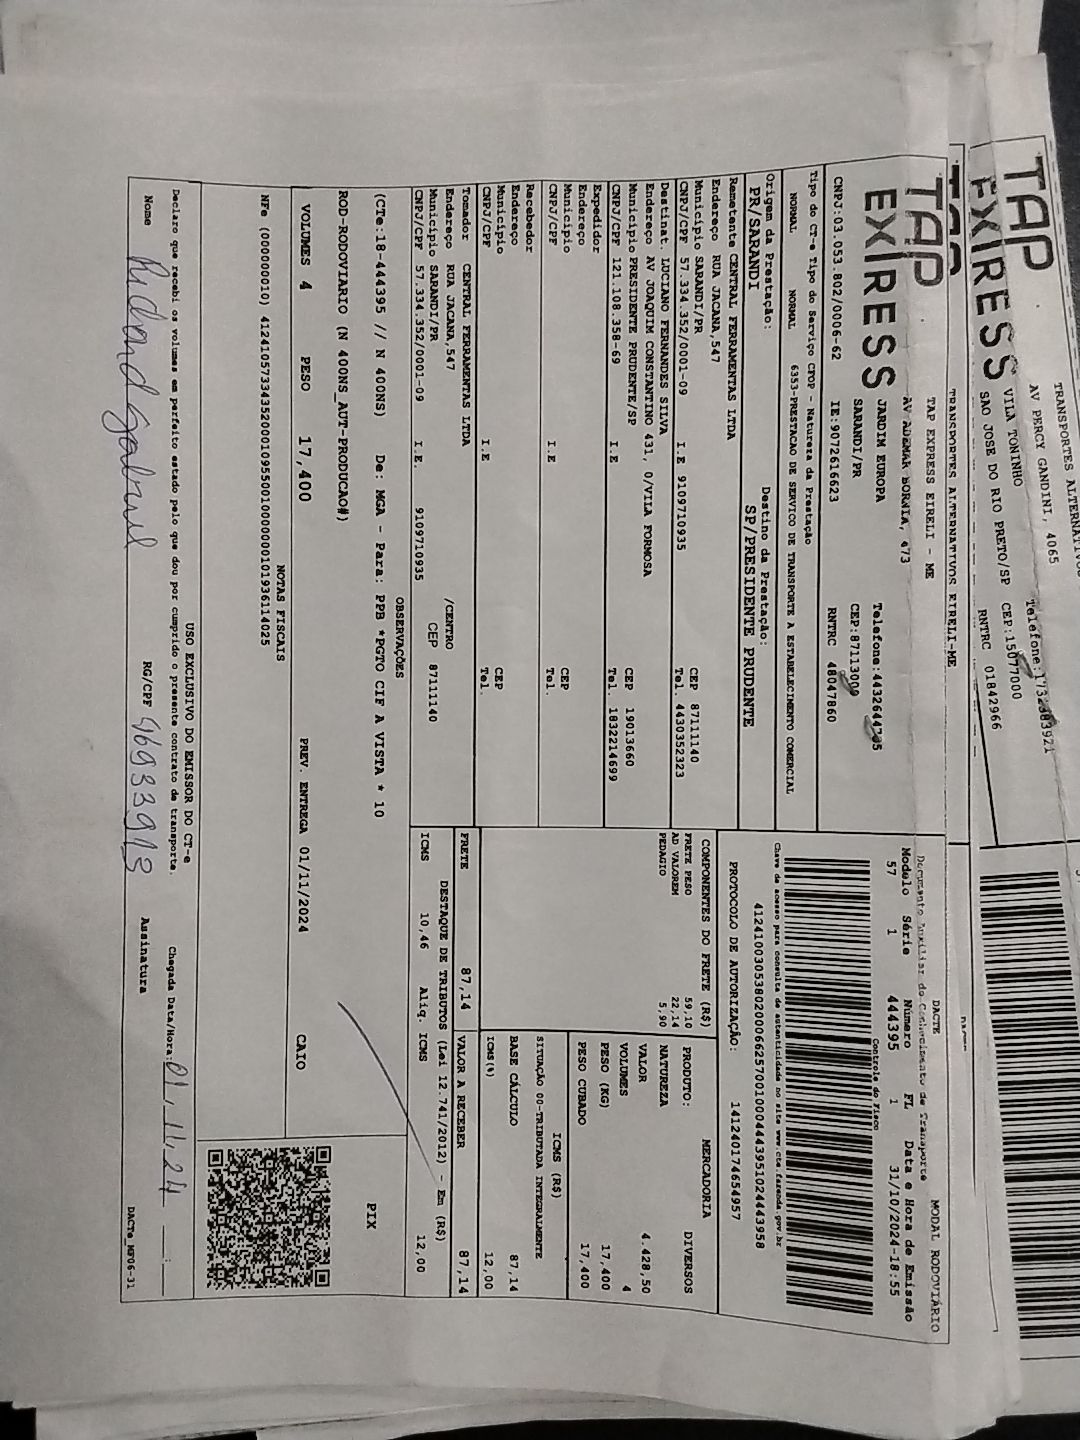 TRANSPORTES ALTERNATIVOS
TAP
EXPRESS
AV PERCY GANDINI, 4065
VILA TONINHO
SAO JOSE DO RIO PRETO/SP
CEP:15077000
RNTRC 01842966
TRANSPORTES ALTERNATIVOS EIRELI-ME
TAP
EXPRESS
TAP EXPRESS EIRELI - ME
AV ADEMAR BORNIA, 473
JARDIM EUROPA
SARANDI/PR
CEP:87113000
CNPJ:03.053.802/0006-62 IE:9072616623 RNTRC 48047860
DACTE MODAL RODOVIÁRIO
Documento Auxiliar do Conhecimento de Transporte
Modelo Série Número FL Data e Hora de Emissão
57 1 444395 1 31/10/2024-18:55
Controle do Fisco
Chave de acesso para consulta de autenticidade no site www.cte.fazenda.gov.br
41241003053802000662570010004443951024443958
PROTOCOLO DE AUTORIZAÇÃO: 141240174654957
Tipo do CT-e Tipo do Serviço CFOP - Natureza da Prestação
NORMAL NORMAL 6353-PRESTACAO DE SERVICO DE TRANSPORTE A ESTABELECIMENTO COMERCIAL
Origem da Prestação: Destino da Prestação:
PR/SARANDI SP/PRESIDENTE PRUDENTE
Remetente CENTRAL FERRAMENTAS LTDA
Endereço RUA JACANA,547
Município SARANDI/PR CEP 87111140
CNPJ/CPF 57.334.352/0001-09 I.E 9109710935 Tel. 4430352323
Destinat. LUCIANO FERNANDES SILVA
Endereço AV JOAQUIM CONSTANTINO 431, 0/VILA FORMOSA
Município PRESIDENTE PRUDENTE/SP CEP 19013660
CNPJ/CPF 121.108.358-69 I.E Tel. 1832214699
Expedidor
Endereço
Município CEP
CNPJ/CPF I.E Tel.
Recebedor
Endereço
Município CEP
CNPJ/CPF I.E Tel.
Tomador CENTRAL FERRAMENTAS LTDA
Endereço RUA JACANA,547 /CENTRO
Município SARANDI/PR CEP 87111140
CNPJ/CPF 57.334.352/0001-09 I.E. 9109710935
COMPONENTES DO FRETE (R$)
FRETE PESO 59,10
AD VALOREM 22,14
PEDAGIO 5,90
MERCADORIA
PRODUTO: DIVERSOS
NATUREZA
VALOR 4.428,50
VOLUMES 4
PESO (KG) 17,400
PESO CUBADO 17,400
ICMS (R$)
SITUAÇÃO 00-TRIBUTADA INTEGRALMENTE
BASE CÁLCULO 87,14
ICMS(%) 12,00
FRETE 87,14 VALOR A RECEBER 87,14
DESTAQUE DE TRIBUTOS (Lei 12.741/2012) - Em (R$)
ICMS 10,46 Aliq. ICMS 12,00
OBSERVAÇÕES
(CTe:18-444395 // N 400NS) De: MGA - Para: PPB *PGTO CIF A VISTA * 10
ROD-RODOVIARIO (N 400NS_AUT-PRODUCAO#)
PIX
VOLUMES 4 PESO 17,400 PREV. ENTREGA 01/11/2024 CAIO
NOTAS FISCAIS
USO EXCLUSIVO DO EMISSOR DO CT-e
Declaro que recebi os volumes em perfeito estado pelo que dou por cumprido o presente contrato de transporte.
Chegada Data/Hora: 01/11/24 __:__
Nome Richard Gabriel RG/CPF Assinatura
DACTe_NF06-31